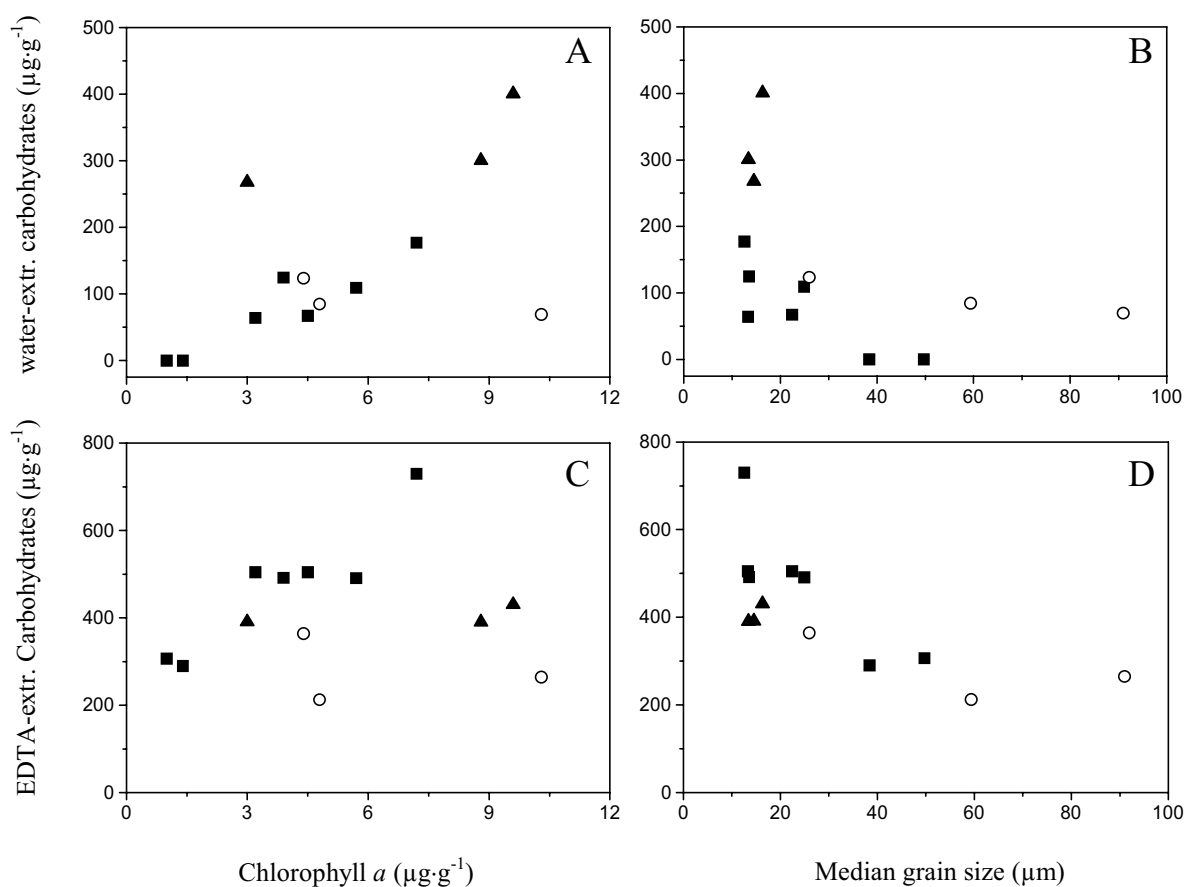 water-extr. carbohydrates (µg·g-1)
500
400
300
200
100
0
A
0 3 6 9 12
500
400
300
200
100
0
B
0 20 40 60 80 100
EDTA-extr. Carbohydrates (µg·g-1)
800
600
400
200
0
C
0 3 6 9 12
800
600
400
200
0
D
0 20 40 60 80 100
Chlorophyll a (µg·g-1)
Median grain size (µm)